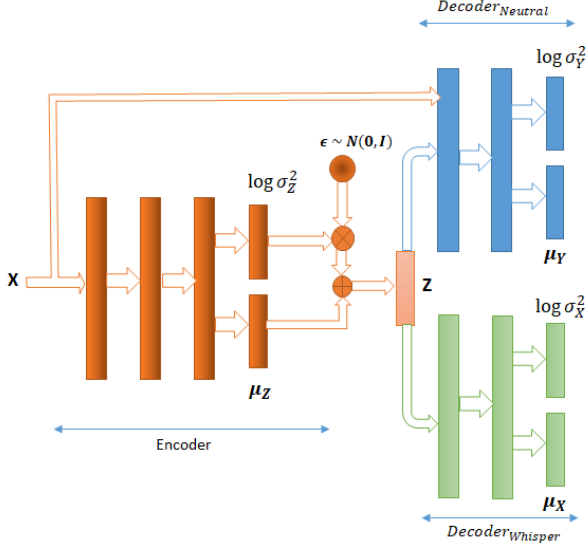 Decoder_Neutral
log σ_Y^2
ϵ ~ N(0, I)
log σ_Z^2
μ_Y
X
Z
log σ_X^2
μ_Z
Encoder
μ_X
Decoder_Whisper